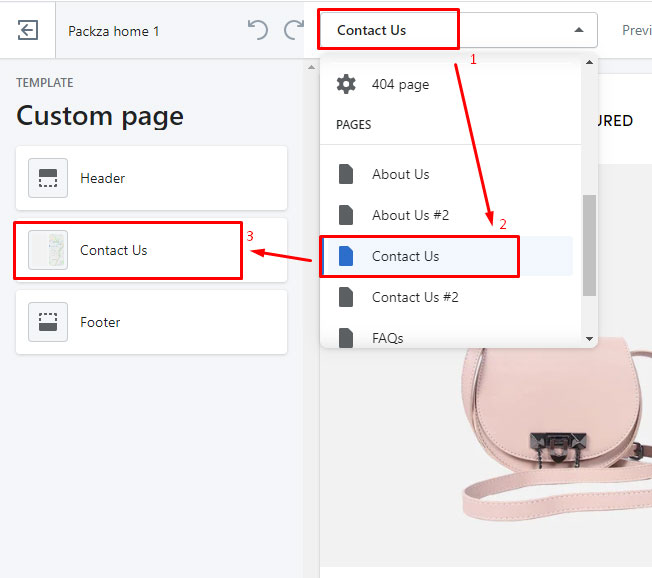 Packza home 1
Contact Us
Previ
1
TEMPLATE
Custom page
Header
Contact Us
3
Footer
404 page
PAGES
About Us
About Us #2
2
Contact Us
Contact Us #2
FAQs
URED